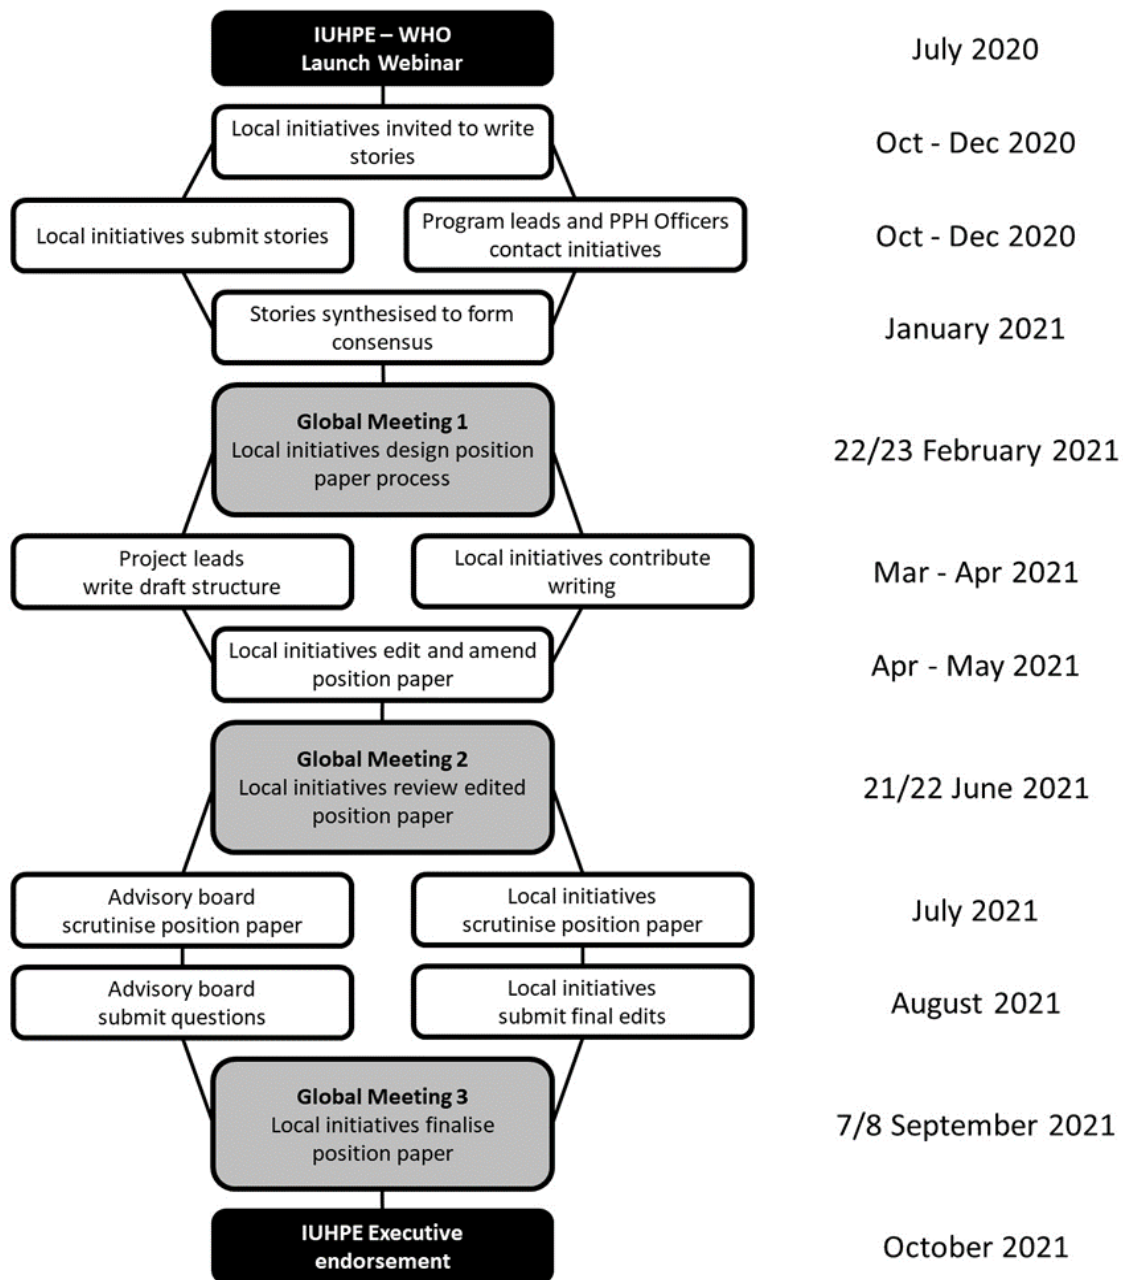 IUHPE – WHO
Launch Webinar
July 2020
Local initiatives invited to write
stories
Oct - Dec 2020
Local initiatives submit stories
Program leads and PPH Officers
contact initiatives
Oct - Dec 2020
Stories synthesised to form
consensus
January 2021
Global Meeting 1
Local initiatives design position
paper process
22/23 February 2021
Project leads
write draft structure
Local initiatives contribute
writing
Mar - Apr 2021
Local initiatives edit and amend
position paper
Apr - May 2021
Global Meeting 2
Local initiatives review edited
position paper
21/22 June 2021
Advisory board
scrutinise position paper
Local initiatives
scrutinise position paper
July 2021
Advisory board
submit questions
Local initiatives
submit final edits
August 2021
Global Meeting 3
Local initiatives finalise
position paper
7/8 September 2021
IUHPE Executive
endorsement
October 2021